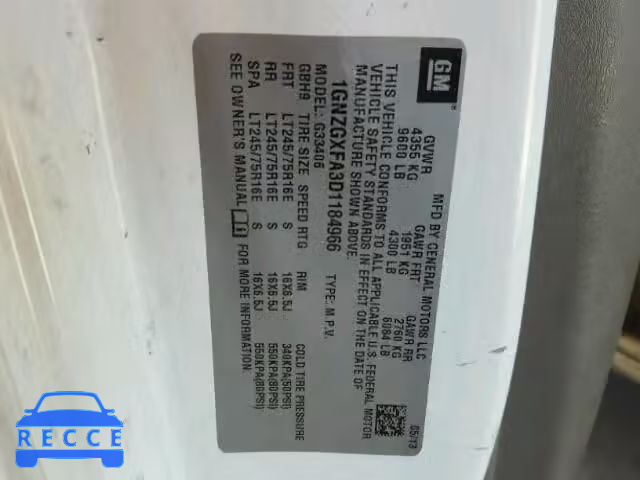 GM
MFD BY GENERAL MOTORS LLC
05/13
GVWR GAWR FRT GAWR RR
4355 KG 1951 KG 2760 KG
9600 LB 4300 LB 6084 LB
THIS VEHICLE CONFORMS TO ALL APPLICABLE U.S. FEDERAL MOTOR
VEHICLE SAFETY STANDARDS IN EFFECT ON THE DATE OF
MANUFACTURE SHOWN ABOVE.
1GNZGXFA3D1184966 TYPE: M.P.V.
MODEL: G33406
GBH9 TIRE SIZE SPEED RTG RIM COLD TIRE PRESSURE
FRT LT245/75R16E S 16X6.5J 340KPA(50PSI)
RR LT245/75R16E S 16X6.5J 550KPA(80PSI)
SPA LT245/75R16E S 16X6.5J 550KPA(80PSI)
SEE OWNER'S MANUAL FOR MORE INFORMATION.
RECCE